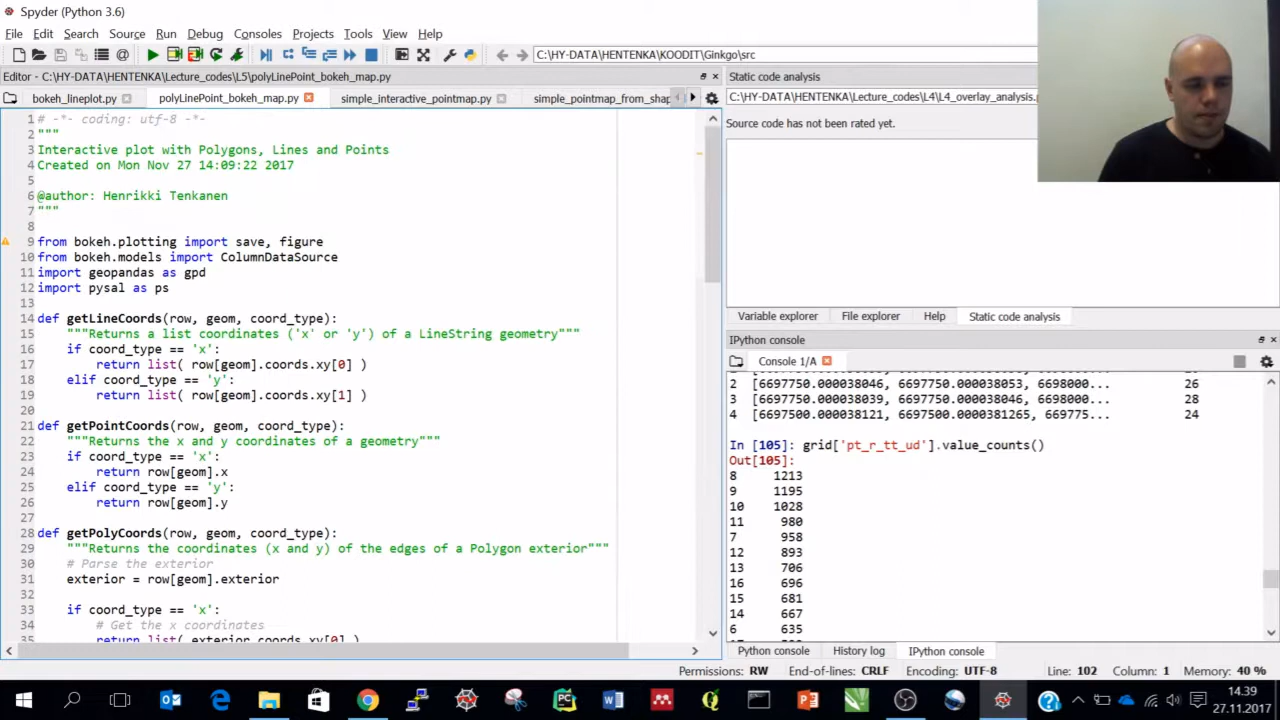 Spyder (Python 3.6)
File Edit Search Source Run Debug Consoles Projects Tools View Help
C:\HY-DATA\HENTENKA\KOODIT\Ginkgo\src
Editor - C:\HY-DATA\HENTENKA\Lecture_codes\L5\polyLinePoint_bokeh_map.py
bokeh_lineplot.py polyLinePoint_bokeh_map.py simple_interactive_pointmap.py simple_pointmap_from_shap
1 # -*- coding: utf-8 -*-
2 """
3 Interactive plot with Polygons, Lines and Points
4 Created on Mon Nov 27 14:09:22 2017
5
6 @author: Henrikki Tenkanen
7 """
8
9 from bokeh.plotting import save, figure
10 from bokeh.models import ColumnDataSource
11 import geopandas as gpd
12 import pysal as ps
13
14 def getLineCoords(row, geom, coord_type):
15 """Returns a list coordinates ('x' or 'y') of a LineString geometry"""
16 if coord_type == 'x':
17 return list( row[geom].coords.xy[0] )
18 elif coord_type == 'y':
19 return list( row[geom].coords.xy[1] )
20
21 def getPointCoords(row, geom, coord_type):
22 """Returns the x and y coordinates of a geometry"""
23 if coord_type == 'x':
24 return row[geom].x
25 elif coord_type == 'y':
26 return row[geom].y
27
28 def getPolyCoords(row, geom, coord_type):
29 """Returns the coordinates (x and y) of the edges of a Polygon exterior"""
30 # Parse the exterior
31 exterior = row[geom].exterior
32
33 if coord_type == 'x':
34 # Get the x coordinates
35 return list( exterior.coords.xy[0] )
Static code analysis
C:\HY-DATA\HENTENKA\Lecture_codes\L4\L4_overlay_analysis.p
Source code has not been rated yet.
Variable explorer File explorer Help Static code analysis
IPython console
Console 1/A
2 [6697750.000038046, 6697750.000038053, 6698000... 26
3 [6697750.000038039, 6697750.000038046, 6698000... 28
4 [6697500.000038121, 6697500.0000381265, 669775... 24
In [105]: grid['pt_r_tt_ud'].value_counts()
Out[105]:
8 1213
9 1195
10 1028
11 980
7 958
12 893
13 706
16 696
15 681
14 667
6 635
Python console History log IPython console
Permissions: RW End-of-lines: CRLF Encoding: UTF-8 Line: 102 Column: 1 Memory: 40 %
14.39
27.11.2017